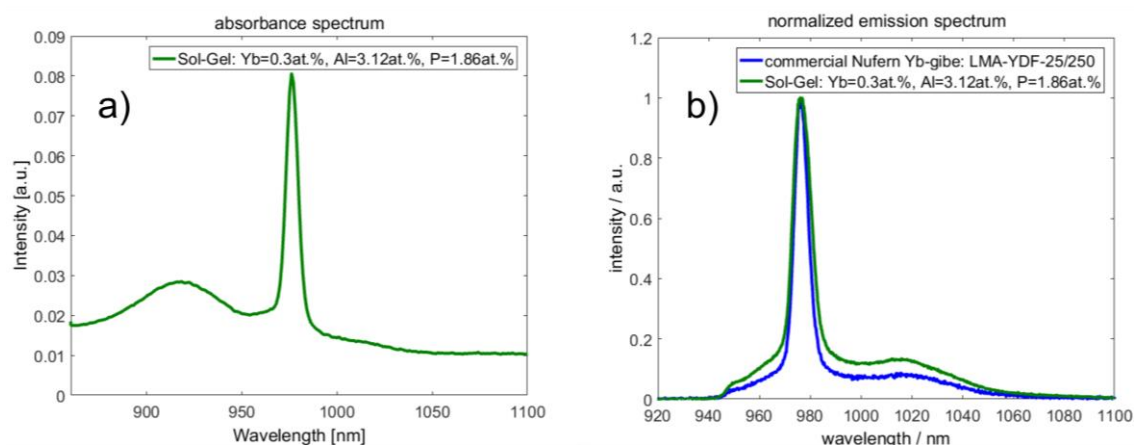 absorbance spectrum
0.09
0.08
0.07
0.06
0.05
0.04
0.03
0.02
0.01
0
Intensity [a.u.]
Sol-Gel: Yb=0.3at.%, Al=3.12at.%, P=1.86at.%
a)
900
950
1000
1050
1100
Wavelength [nm]
normalized emission spectrum
1.2
1
0.8
0.6
0.4
0.2
0
intensity / a.u.
commercial Nufern Yb-gibe: LMA-YDF-25/250
Sol-Gel: Yb=0.3at.%, Al=3.12at.%, P=1.86at.%
b)
920
940
960
980
1000
1020
1040
1060
1080
1100
wavelength / nm